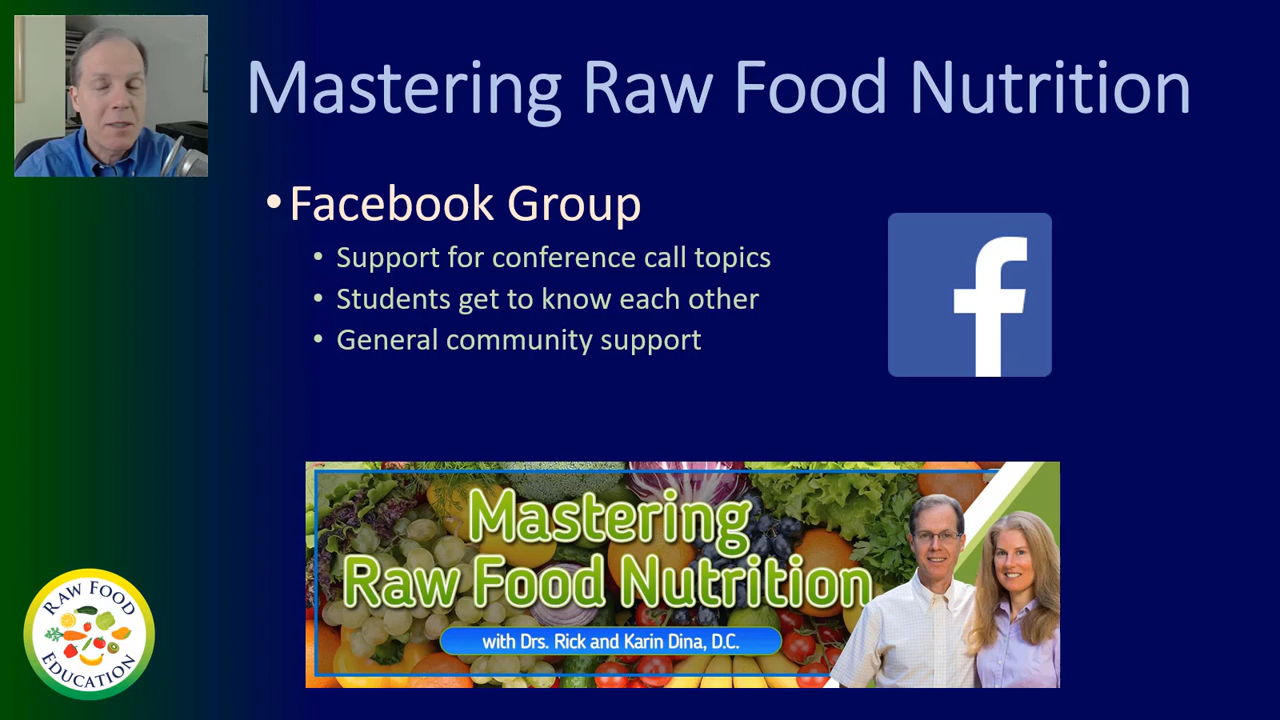 Mastering Raw Food Nutrition
• Facebook Group
• Support for conference call topics
• Students get to know each other
• General community support
f
Mastering
Raw Food Nutrition
with Drs. Rick and Karin Dina, D.C.
RAW FOOD
EDUCATION